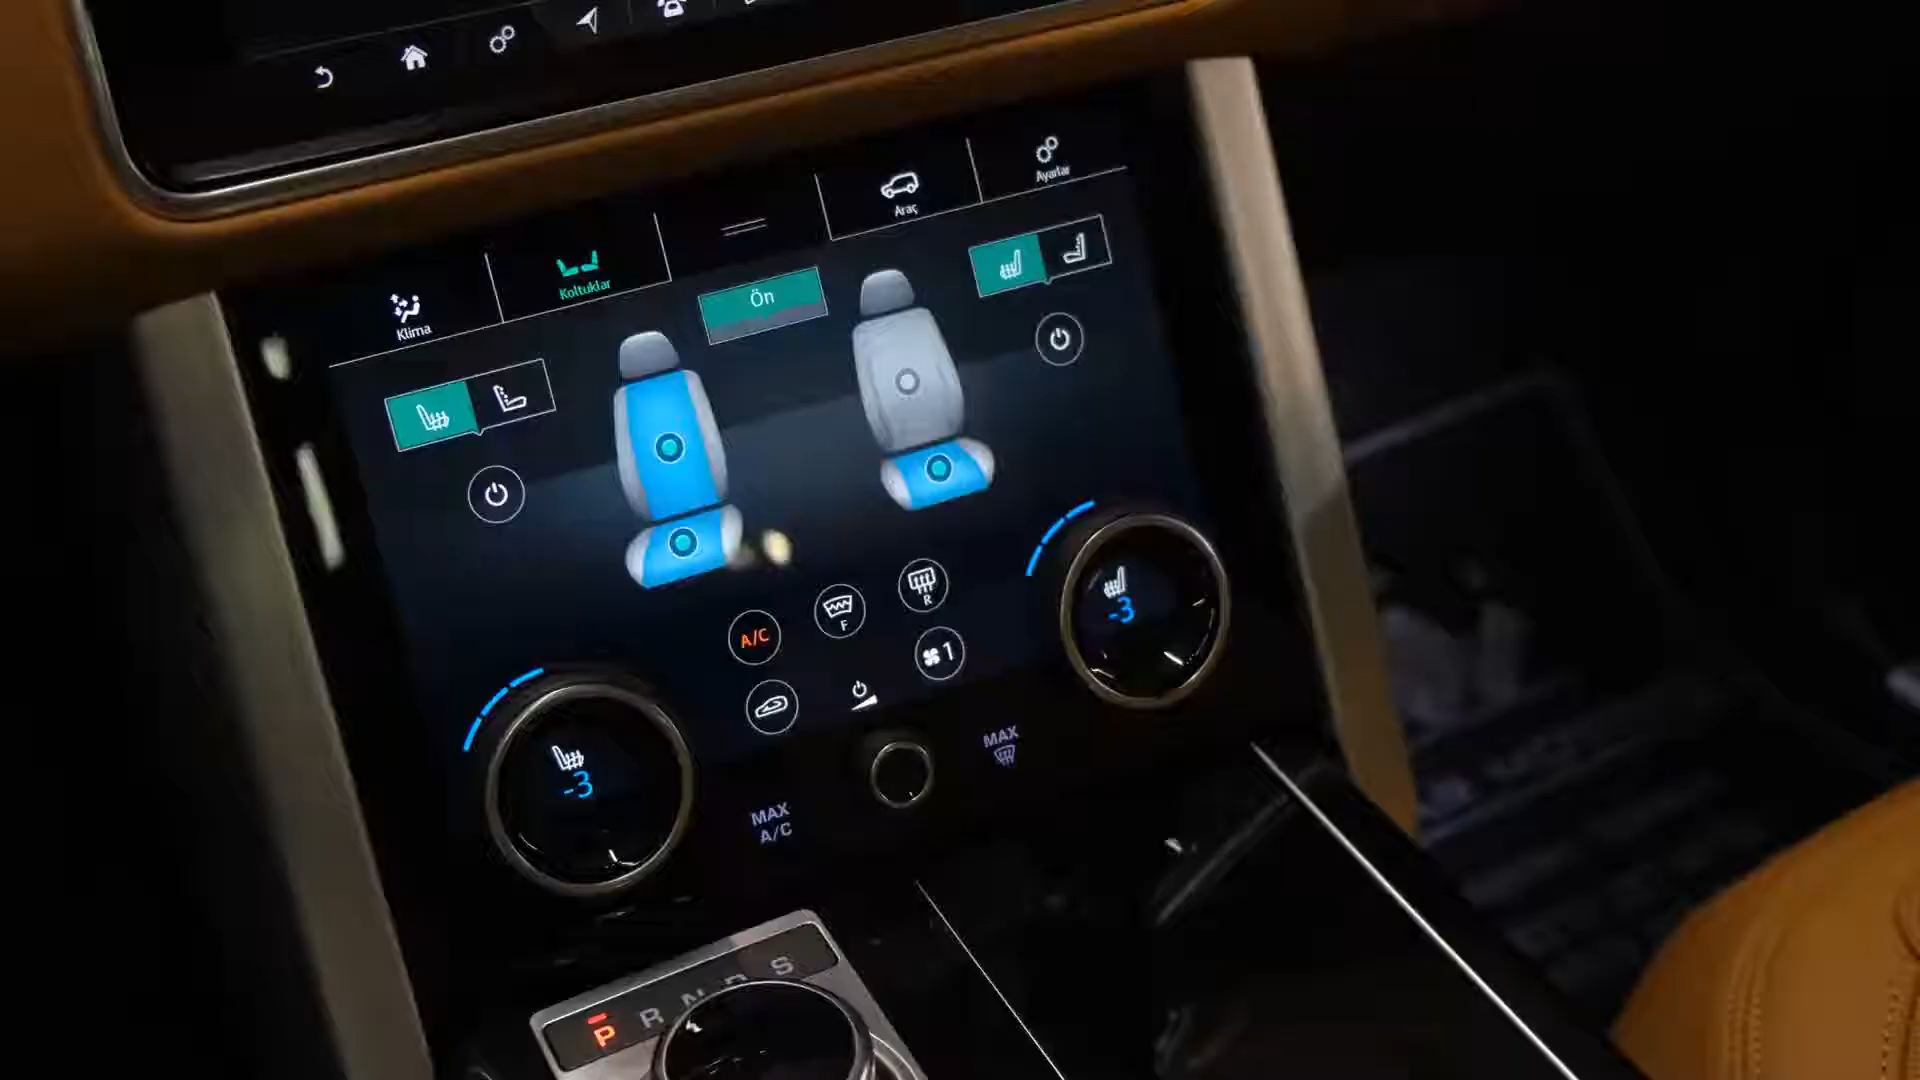 Ayarlar
Araç
Koltuklar
Klima
Ön
R
F
A/C
1
-3
-3
MAX
MAX
A/C
P R N D S